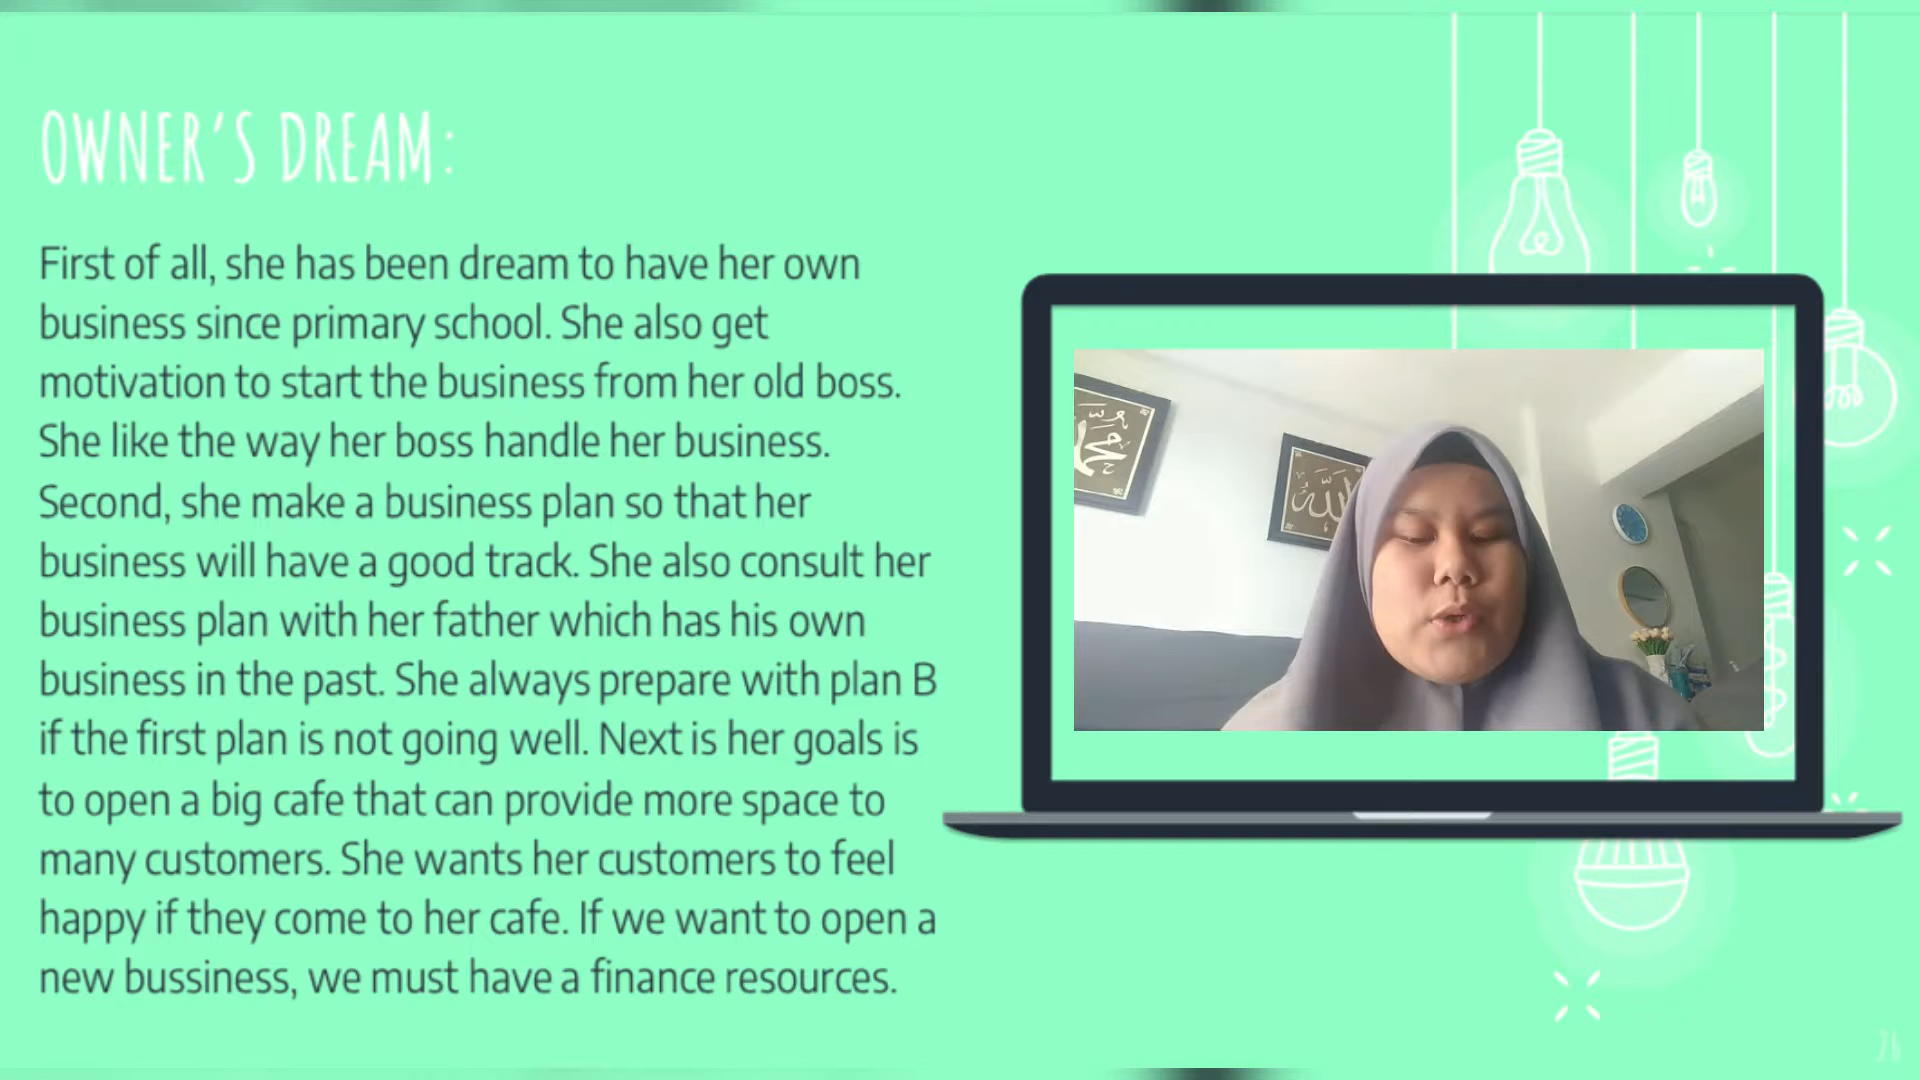 OWNER'S DREAM:
First of all, she has been dream to have her own
business since primary school. She also get
motivation to start the business from her old boss.
She like the way her boss handle her business.
Second, she make a business plan so that her
business will have a good track. She also consult her
business plan with her father which has his own
business in the past. She always prepare with plan B
if the first plan is not going well. Next is her goals is
to open a big cafe that can provide more space to
many customers. She wants her customers to feel
happy if they come to her cafe. If we want to open a
new bussiness, we must have a finance resources.
الله